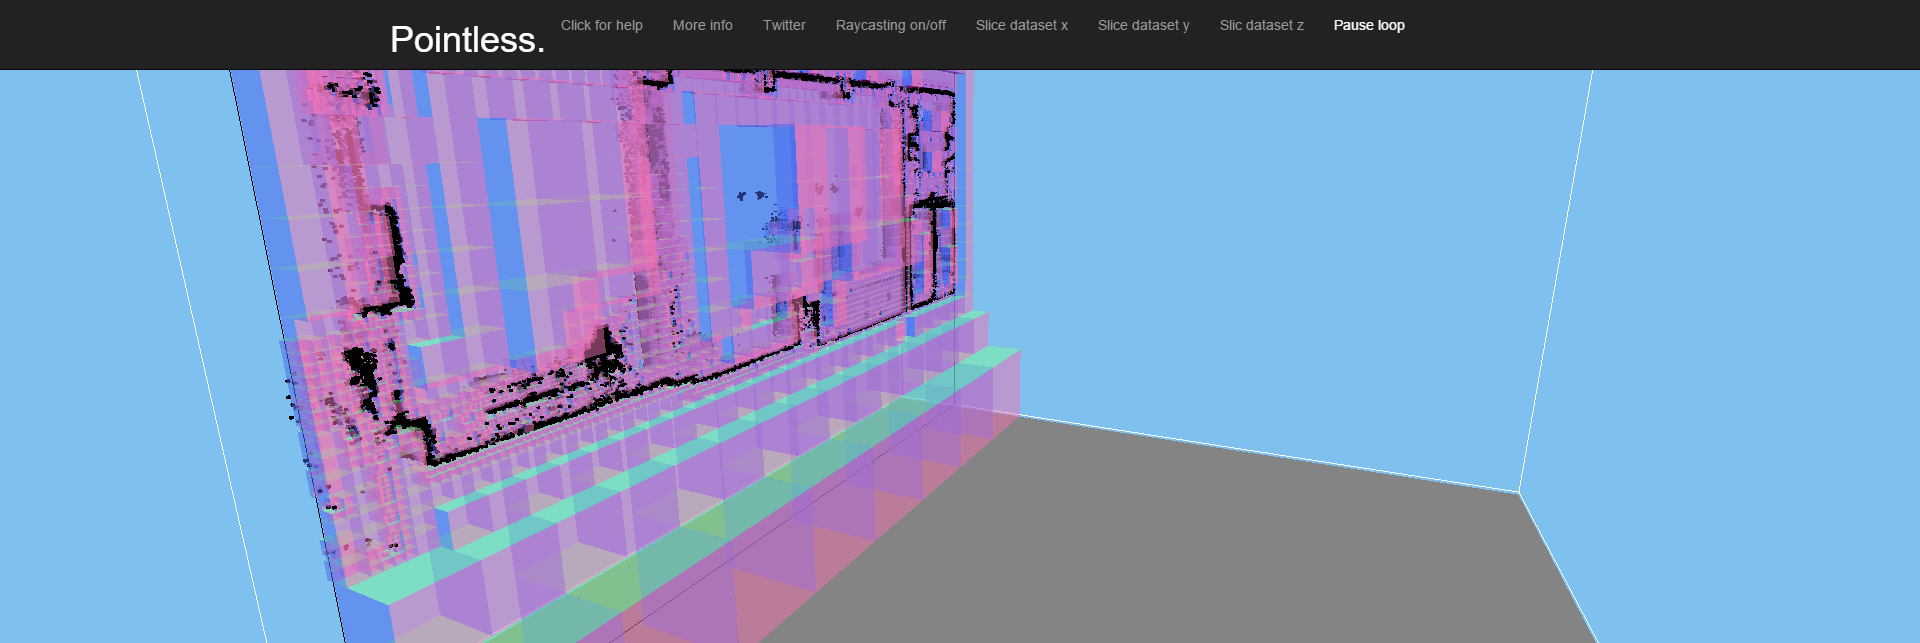 Pointless. Click for help More info Twitter Raycasting on/off Slice dataset x Slice dataset y Slic dataset z Pause loop